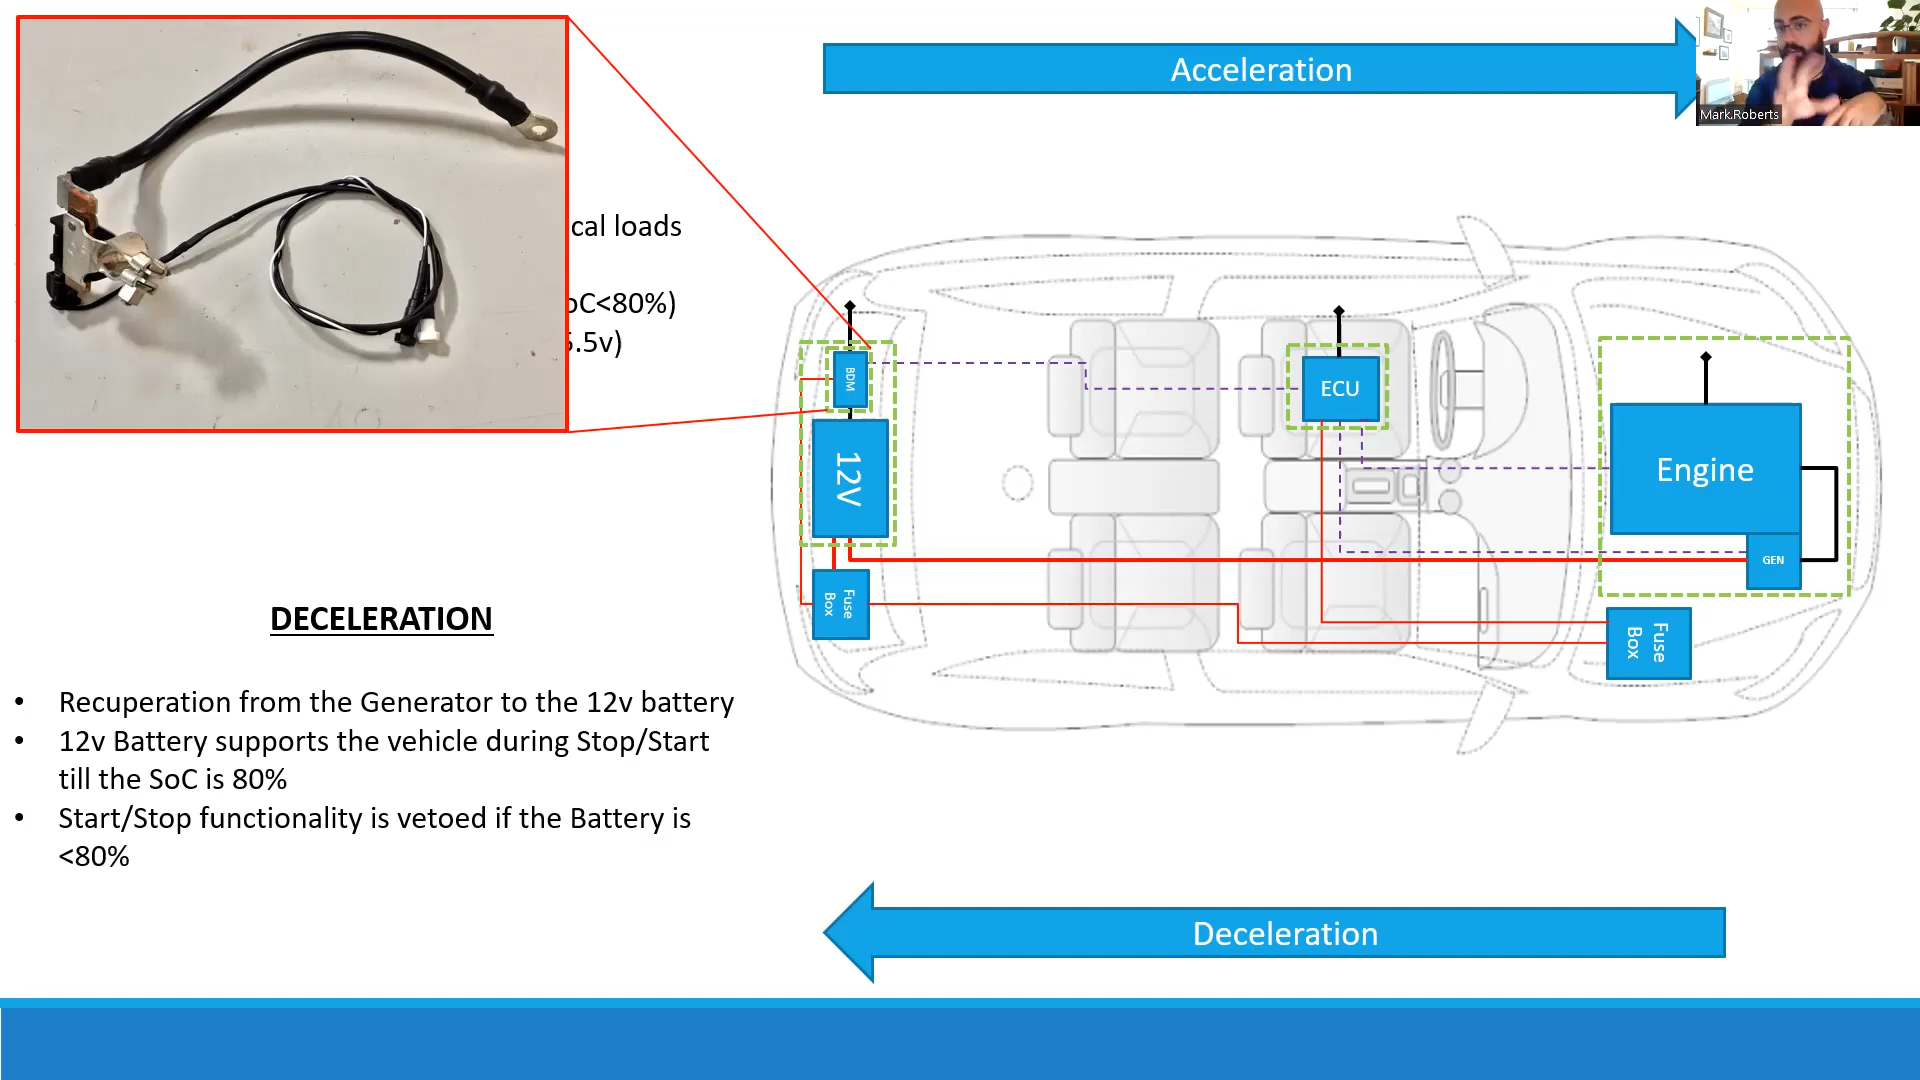 Acceleration
Mark.Roberts
cal loads
oC<80%)
.5v)
BDM
ECU
12V
Engine
GEN
Fuse
Box
Fuse
Box
DECELERATION
• Recuperation from the Generator to the 12v battery
• 12v Battery supports the vehicle during Stop/Start
till the SoC is 80%
• Start/Stop functionality is vetoed if the Battery is
<80%
Deceleration